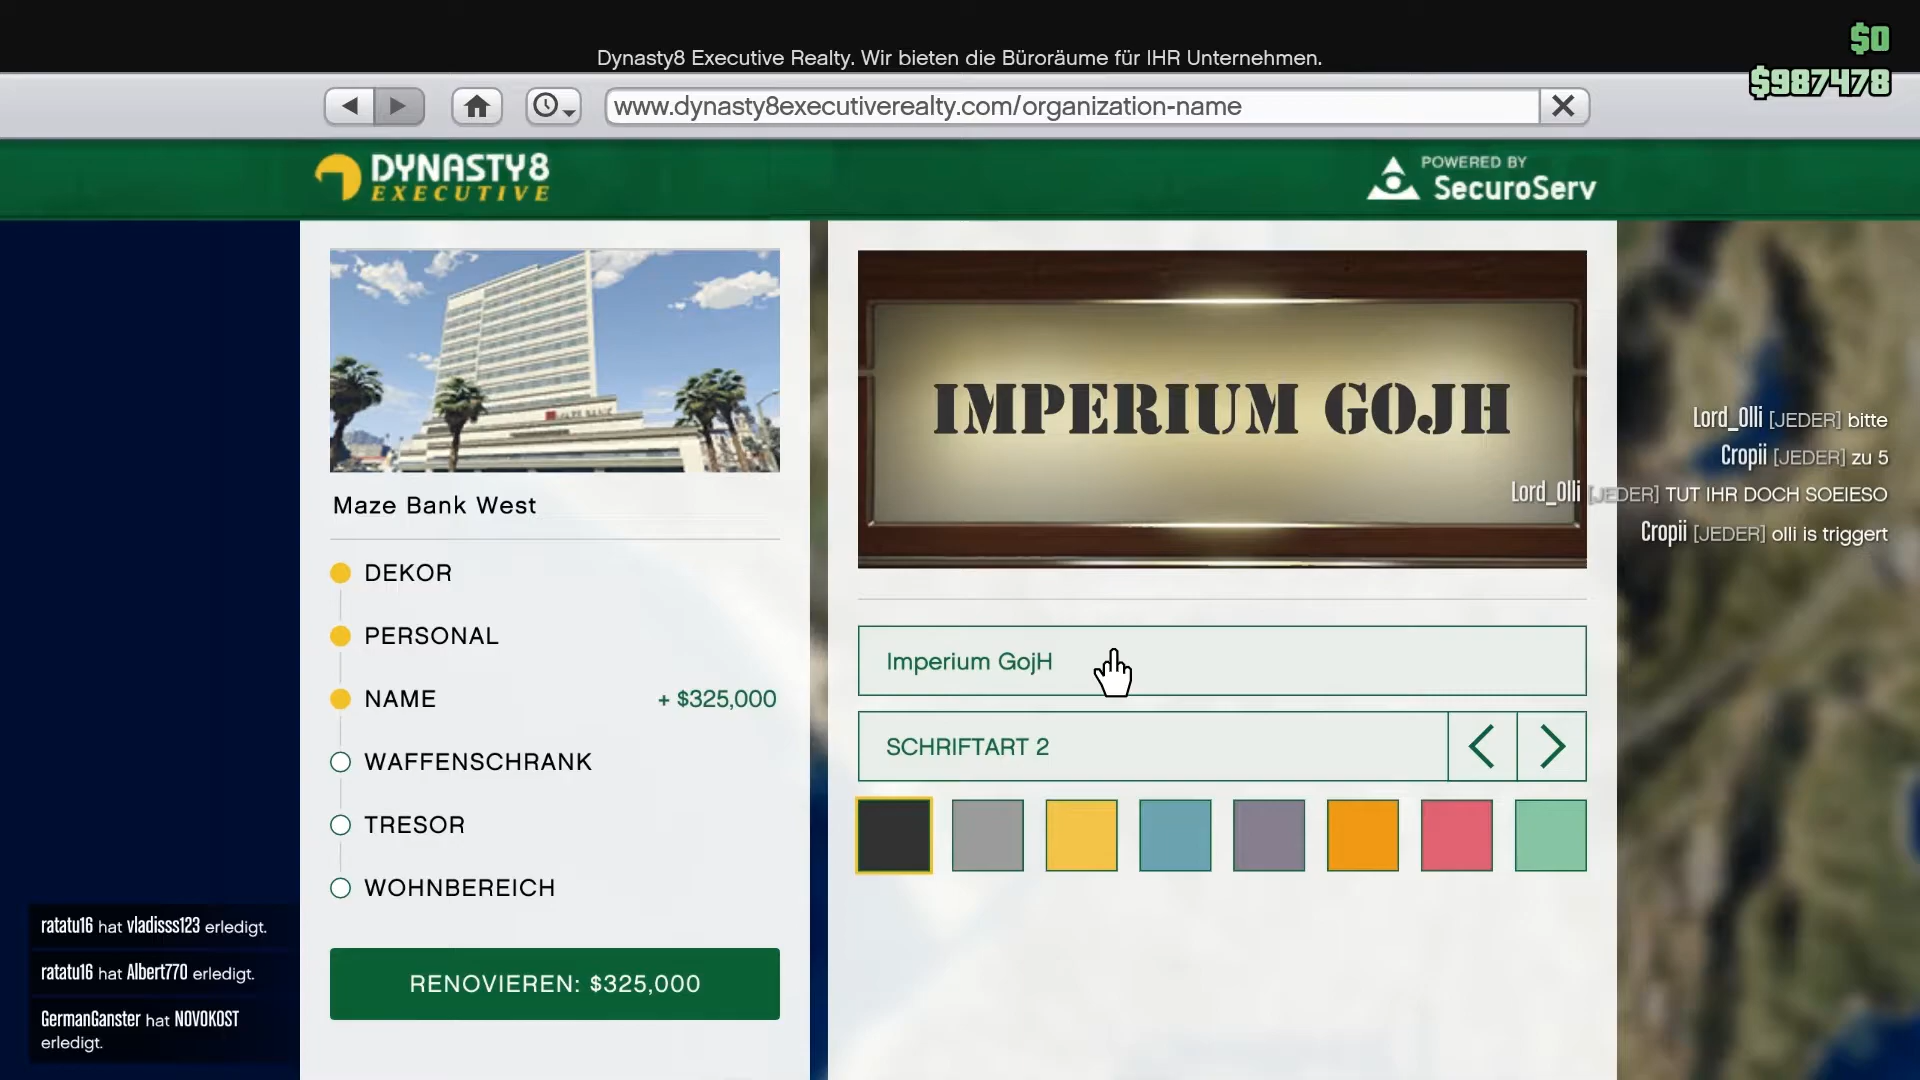 $0
$987478
Dynasty8 Executive Realty. Wir bieten die Büroräume für IHR Unternehmen.
www.dynasty8executiverealty.com/organization-name
DYNASTY8
EXECUTIVE
POWERED BY
SecuroServ
MAZE BANK
Maze Bank West
DEKOR
PERSONAL
NAME + $325,000
WAFFENSCHRANK
TRESOR
WOHNBEREICH
RENOVIEREN: $325,000
IMPERIUM GOJH
Imperium GojH
SCHRIFTART 2
Lord_Olli [JEDER] bitte
Cropii [JEDER] zu 5
Lord_Olli [JEDER] TUT IHR DOCH SOEIESO
Cropii [JEDER] olli is triggert
ratatu16 hat vladisss123 erledigt.
ratatu16 hat Albert770 erledigt.
GermanGanster hat NOVOKOST
erledigt.